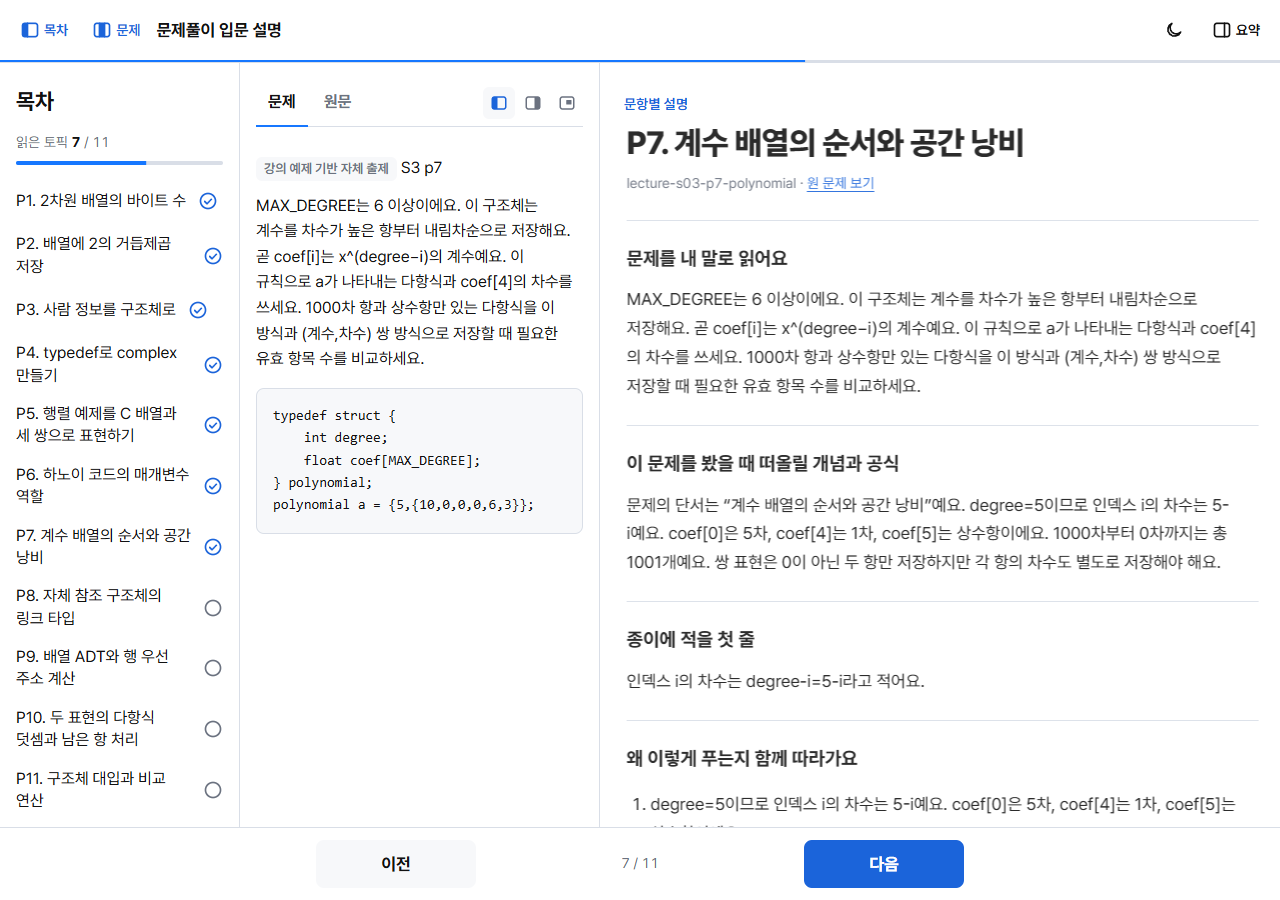 목차
문제
문제풀이 입문 설명
요약
목차
읽은 토픽 7 / 11
P1. 2차원 배열의 바이트 수
P2. 배열에 2의 거듭제곱
저장
P3. 사람 정보를 구조체로
P4. typedef로 complex
만들기
P5. 행렬 예제를 C 배열과
세 쌍으로 표현하기
P6. 하노이 코드의 매개변수
역할
P7. 계수 배열의 순서와 공간
낭비
P8. 자체 참조 구조체의
링크 타입
P9. 배열 ADT와 행 우선
주소 계산
P10. 두 표현의 다항식
덧셈과 남은 항 처리
P11. 구조체 대입과 비교
연산
문제
원문
강의 예제 기반 자체 출제 S3 p7
MAX_DEGREE는 6 이상이에요. 이 구조체는
계수를 차수가 높은 항부터 내림차순으로 저장해요.
곧 coef[i]는 x^(degree−i)의 계수예요. 이
규칙으로 a가 나타내는 다항식과 coef[4]의 차수를
쓰세요. 1000차 항과 상수항만 있는 다항식을 이
방식과 (계수,차수) 쌍 방식으로 저장할 때 필요한
유효 항목 수를 비교하세요.
typedef struct {
    int degree;
    float coef[MAX_DEGREE];
} polynomial;
polynomial a = {5,{10,0,0,0,6,3}};
문항별 설명
P7. 계수 배열의 순서와 공간 낭비
lecture-s03-p7-polynomial · 원 문제 보기
문제를 내 말로 읽어요
MAX_DEGREE는 6 이상이에요. 이 구조체는 계수를 차수가 높은 항부터 내림차순으로
저장해요. 곧 coef[i]는 x^(degree−i)의 계수예요. 이 규칙으로 a가 나타내는 다항식과 coef[4]
의 차수를 쓰세요. 1000차 항과 상수항만 있는 다항식을 이 방식과 (계수,차수) 쌍 방식으로
저장할 때 필요한 유효 항목 수를 비교하세요.
이 문제를 봤을 때 떠올릴 개념과 공식
문제의 단서는 “계수 배열의 순서와 공간 낭비”예요. degree=5이므로 인덱스 i의 차수는 5-
i예요. coef[0]은 5차, coef[4]는 1차, coef[5]는 상수항이에요. 1000차부터 0차까지는 총
1001개예요. 쌍 표현은 0이 아닌 두 항만 저장하지만 각 항의 차수도 별도로 저장해야 해요.
종이에 적을 첫 줄
인덱스 i의 차수는 degree-i=5-i라고 적어요.
왜 이렇게 푸는지 함께 따라가요
1. degree=5이므로 인덱스 i의 차수는 5-i예요. coef[0]은 5차, coef[4]는 1차, coef[5]는
이전
7 / 11
다음